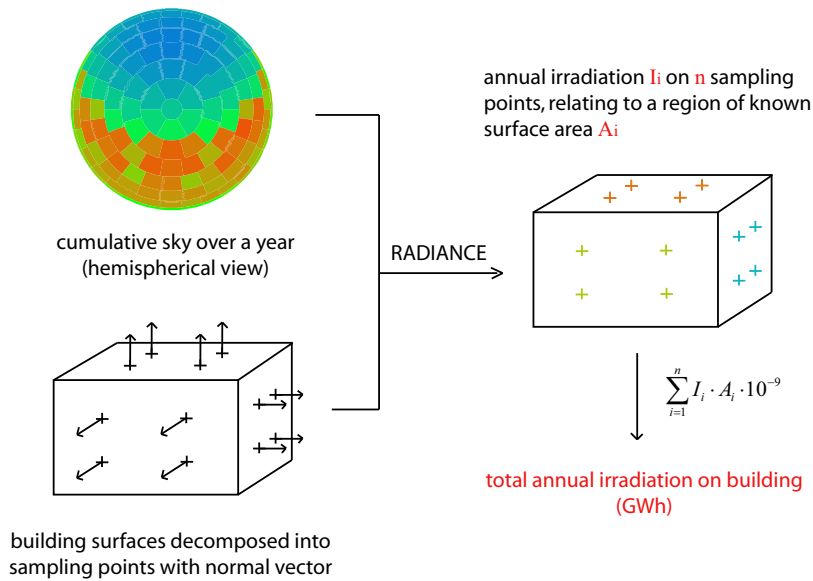 cumulative sky over a year
(hemispherical view)
building surfaces decomposed into
sampling points with normal vector
RADIANCE
annual irradiation Ii on n sampling
points, relating to a region of known
surface area Ai
n
∑ Ii · Ai ·10⁻⁹
i=1
total annual irradiation on building
(GWh)